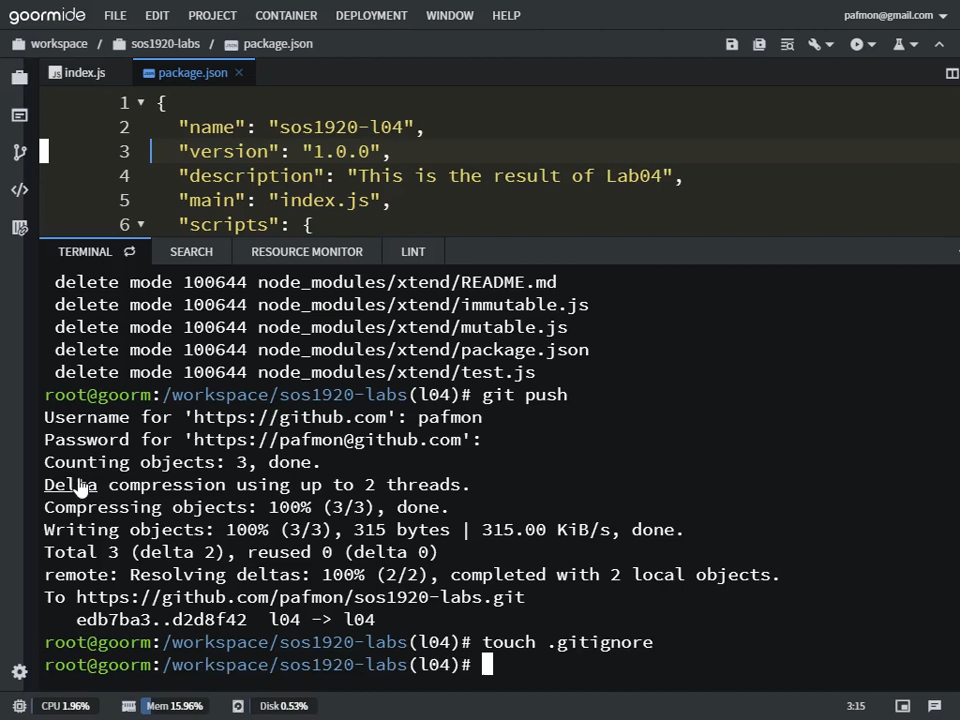 goormide FILE EDIT PROJECT CONTAINER DEPLOYMENT WINDOW HELP pafmon@gmail.com
workspace / sos1920-labs / package.json
index.js package.json ×
1 {
2 "name": "sos1920-l04",
3 "version": "1.0.0",
4 "description": "This is the result of Lab04",
5 "main": "index.js",
6 "scripts": {
TERMINAL SEARCH RESOURCE MONITOR LINT
delete mode 100644 node_modules/xtend/README.md
delete mode 100644 node_modules/xtend/immutable.js
delete mode 100644 node_modules/xtend/mutable.js
delete mode 100644 node_modules/xtend/package.json
delete mode 100644 node_modules/xtend/test.js
root@goorm:/workspace/sos1920-labs(l04)# git push
Username for 'https://github.com': pafmon
Password for 'https://pafmon@github.com':
Counting objects: 3, done.
Delta compression using up to 2 threads.
Compressing objects: 100% (3/3), done.
Writing objects: 100% (3/3), 315 bytes | 315.00 KiB/s, done.
Total 3 (delta 2), reused 0 (delta 0)
remote: Resolving deltas: 100% (2/2), completed with 2 local objects.
To https://github.com/pafmon/sos1920-labs.git
edb7ba3..d2d8f42 l04 -> l04
root@goorm:/workspace/sos1920-labs(l04)# touch .gitignore
root@goorm:/workspace/sos1920-labs(l04)#
CPU 1.96% Mem 15.96% Disk 0.53% 3:15